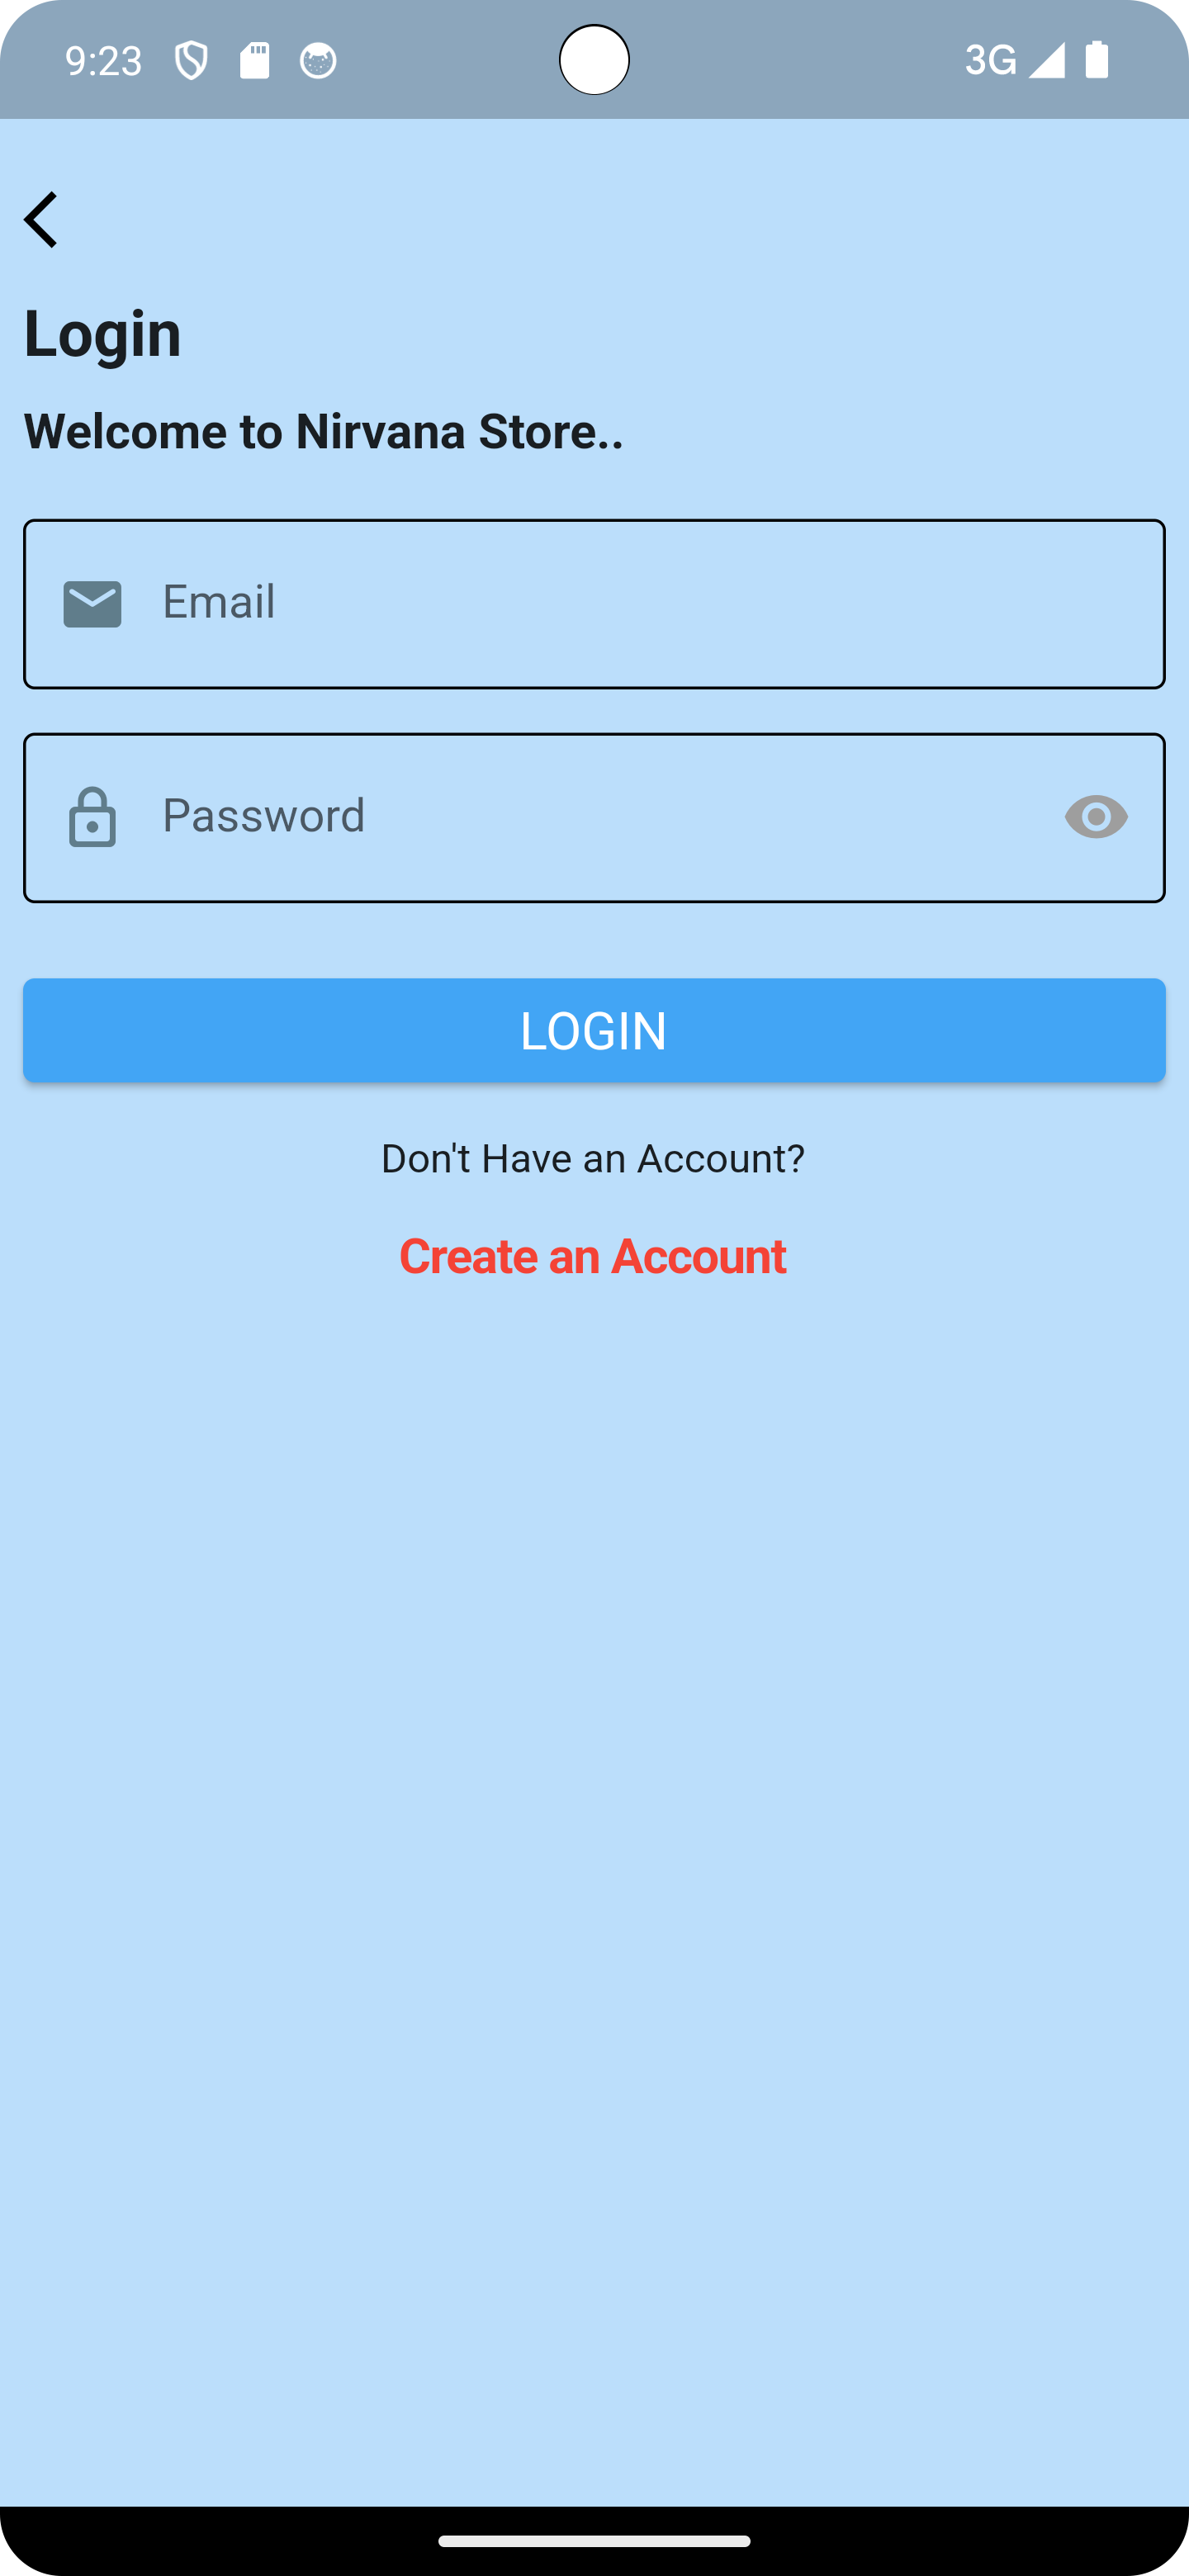 9:23
3G
Login
Welcome to Nirvana Store..
Email
Password
LOGIN
Don't Have an Account?
Create an Account